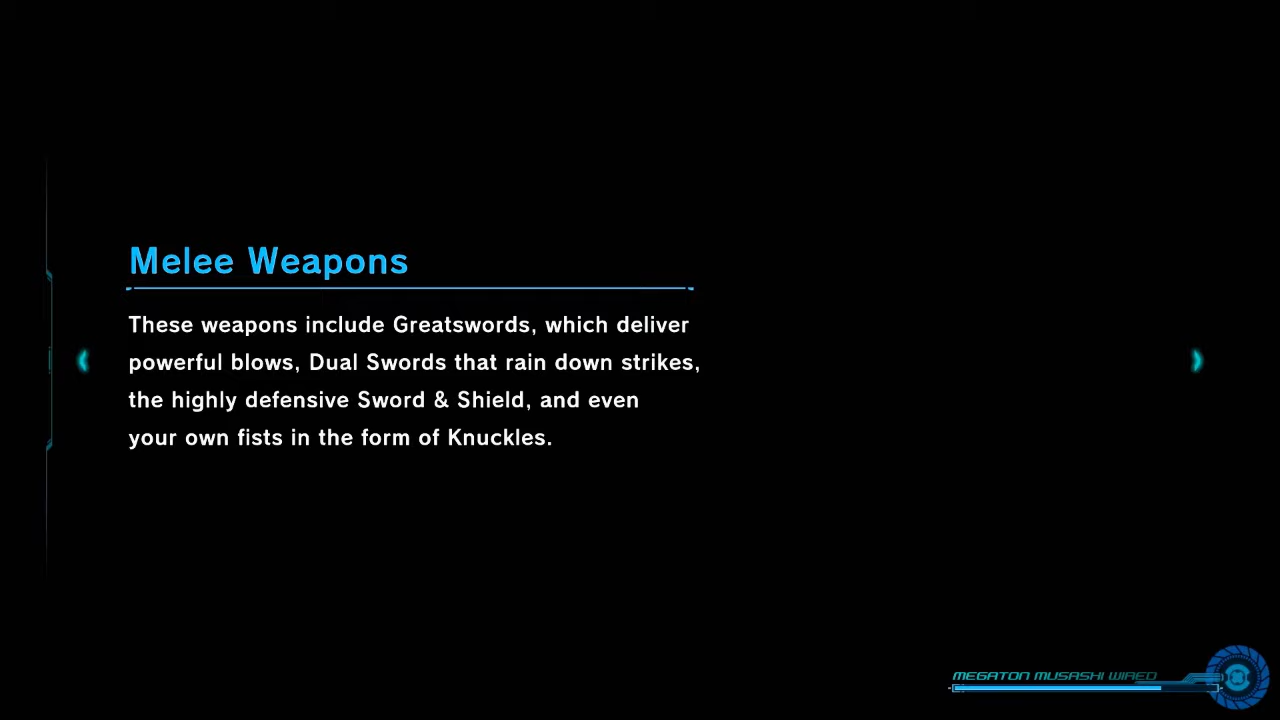 Melee Weapons
These weapons include Greatswords, which deliver
powerful blows, Dual Swords that rain down strikes,
the highly defensive Sword & Shield, and even
your own fists in the form of Knuckles.
MEGATON MUSASHI WIRED